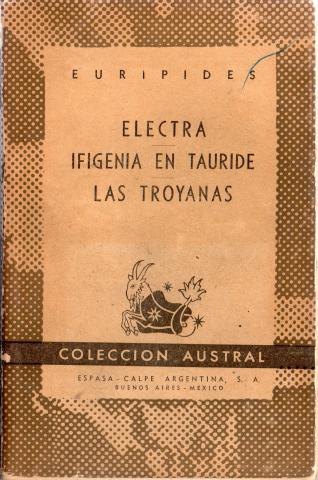 EURIPIDES
ELECTRA
IFIGENIA EN TAURIDE
LAS TROYANAS
COLECCION AUSTRAL
ESPASA-CALPE ARGENTINA, S. A.
BUENOS AIRES-MEXICO